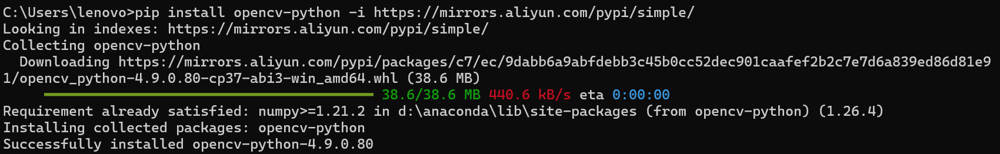 C:\Users\lenovo>pip install opencv-python -i https://mirrors.aliyun.com/pypi/simple/
Looking in indexes: https://mirrors.aliyun.com/pypi/simple/
Collecting opencv-python
  Downloading https://mirrors.aliyun.com/pypi/packages/c7/ec/9dabb6a9abfdebb3c45b0cc52dec901caafef2b2c7e7d6a839ed86d81e9
1/opencv_python-4.9.0.80-cp37-abi3-win_amd64.whl (38.6 MB)
38.6/38.6 MB 440.6 kB/s eta 0:00:00
Requirement already satisfied: numpy>=1.21.2 in d:\anaconda\lib\site-packages (from opencv-python) (1.26.4)
Installing collected packages: opencv-python
Successfully installed opencv-python-4.9.0.80